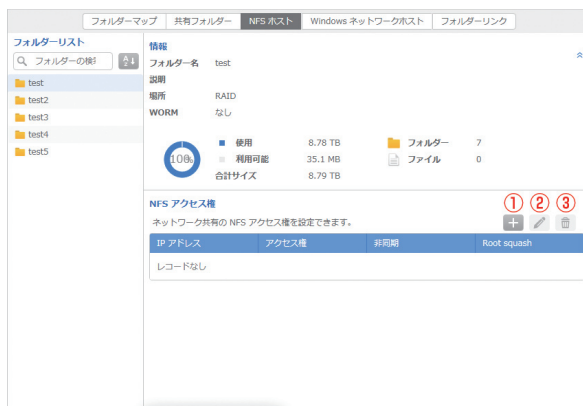 フォルダーマップ 共有フォルダー NFS ホスト Windows ネットワークホスト フォルダーリンク
フォルダーリスト
フォルダーの検
test
test2
test3
test4
test5
情報
フォルダー名 test
説明
場所 RAID
WORM なし
100%
使用 8.78 TB フォルダー 7
利用可能 35.1 MB ファイル 0
合計サイズ 8.79 TB
NFS アクセス権
① ② ③
ネットワーク共有の NFS アクセス権を設定できます。
IP アドレス アクセス権 非同期 Root squash
レコードなし